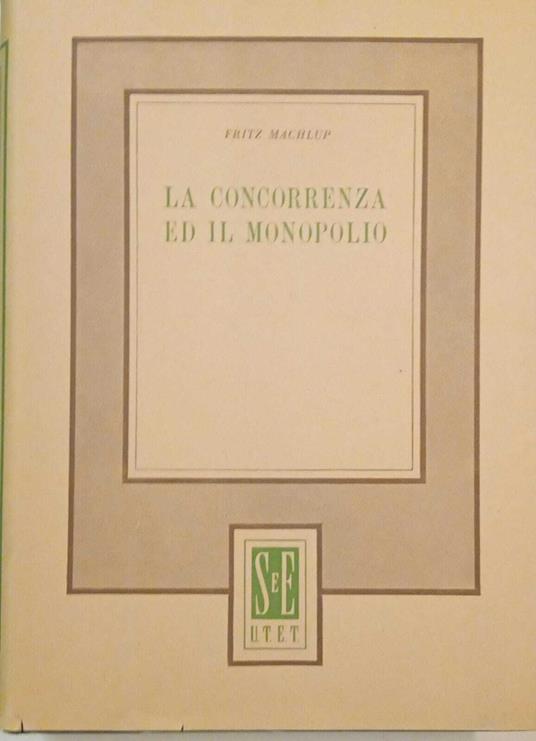 FRITZ MACHLUP
LA CONCORRENZA
ED IL MONOPOLIO
SeE
U.T.E.T.